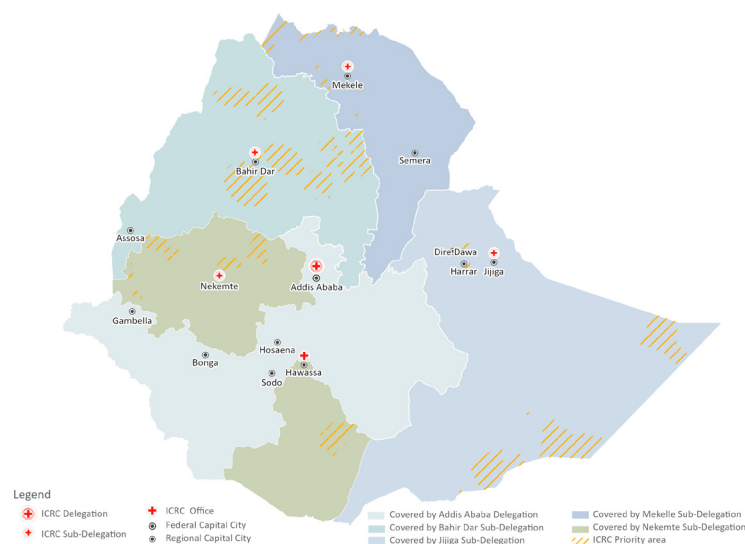 Mekele
Semera
Bahir Dar
Assosa
Dire Dawa
Harrar
Jijiga
Nekemte
Addis Ababa
Gambella
Hosaena
Bonga
Hawassa
Sodo
Legend
ICRC Delegation
ICRC Sub-Delegation
ICRC Office
Federal Capital City
Regional Capital City
Covered by Addis Ababa Delegation
Covered by Bahir Dar Sub-Delegation
Covered by Jijiga Sub-Delegation
Covered by Mekelle Sub-Delegation
Covered by Nekemte Sub-Delegation
ICRC Priority area